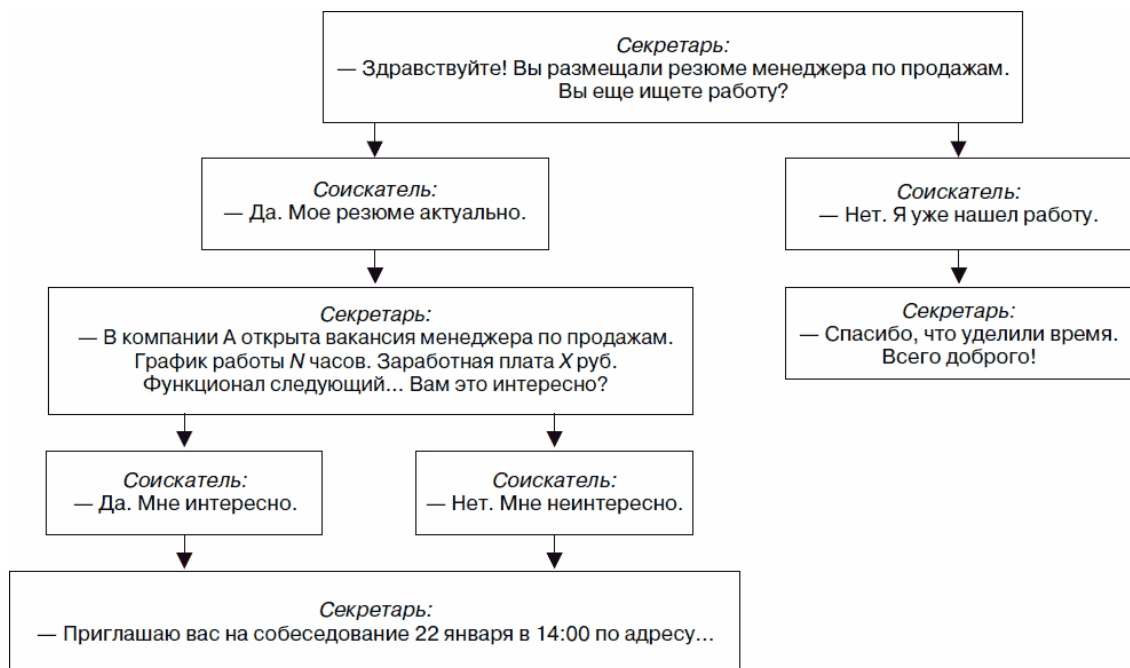 Секретарь:
— Здравствуйте! Вы размещали резюме менеджера по продажам.
Вы еще ищете работу?
Соискатель:
— Да. Мое резюме актуально.
Соискатель:
— Нет. Я уже нашел работу.
Секретарь:
— В компании А открыта вакансия менеджера по продажам.
График работы N часов. Заработная плата X руб.
Функционал следующий... Вам это интересно?
Секретарь:
— Спасибо, что уделили время.
Всего доброго!
Соискатель:
— Да. Мне интересно.
Соискатель:
— Нет. Мне неинтересно.
Секретарь:
— Приглашаю вас на собеседование 22 января в 14:00 по адресу...